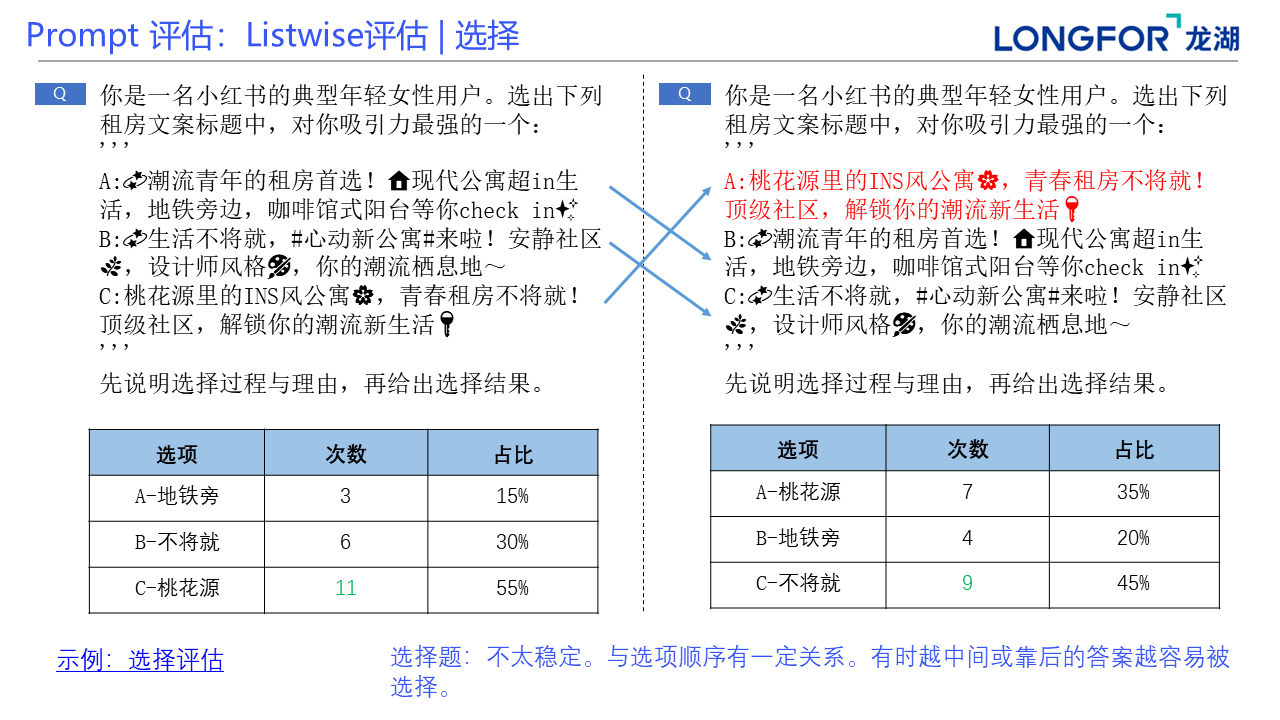 Prompt 评估：Listwise评估 | 选择
LONGFOR 龙湖
Q
你是一名小红书的典型年轻女性用户。选出下列
租房文案标题中，对你吸引力最强的一个：
’’’
A:💫潮流青年的租房首选！🏠现代公寓超in生
活，地铁旁边，咖啡馆式阳台等你check in✨
B:💫生活不将就，#心动新公寓#来啦！安静社区
🌿，设计师风格🎨，你的潮流栖息地～
C:桃花源里的INS风公寓🌸，青春租房不将就！
顶级社区，解锁你的潮流新生活🔑
’’’
先说明选择过程与理由，再给出选择结果。
选项 次数 占比
A-地铁旁 3 15%
B-不将就 6 30%
C-桃花源 11 55%
Q
你是一名小红书的典型年轻女性用户。选出下列
租房文案标题中，对你吸引力最强的一个：
’’’
A:桃花源里的INS风公寓🌸，青春租房不将就！
顶级社区，解锁你的潮流新生活🔑
B:💫潮流青年的租房首选！🏠现代公寓超in生
活，地铁旁边，咖啡馆式阳台等你check in✨
C:💫生活不将就，#心动新公寓#来啦！安静社区
🌿，设计师风格🎨，你的潮流栖息地～
’’’
先说明选择过程与理由，再给出选择结果。
选项 次数 占比
A-桃花源 7 35%
B-地铁旁 4 20%
C-不将就 9 45%
示例：选择评估
选择题：不太稳定。与选项顺序有一定关系。有时越中间或靠后的答案越容易被
选择。